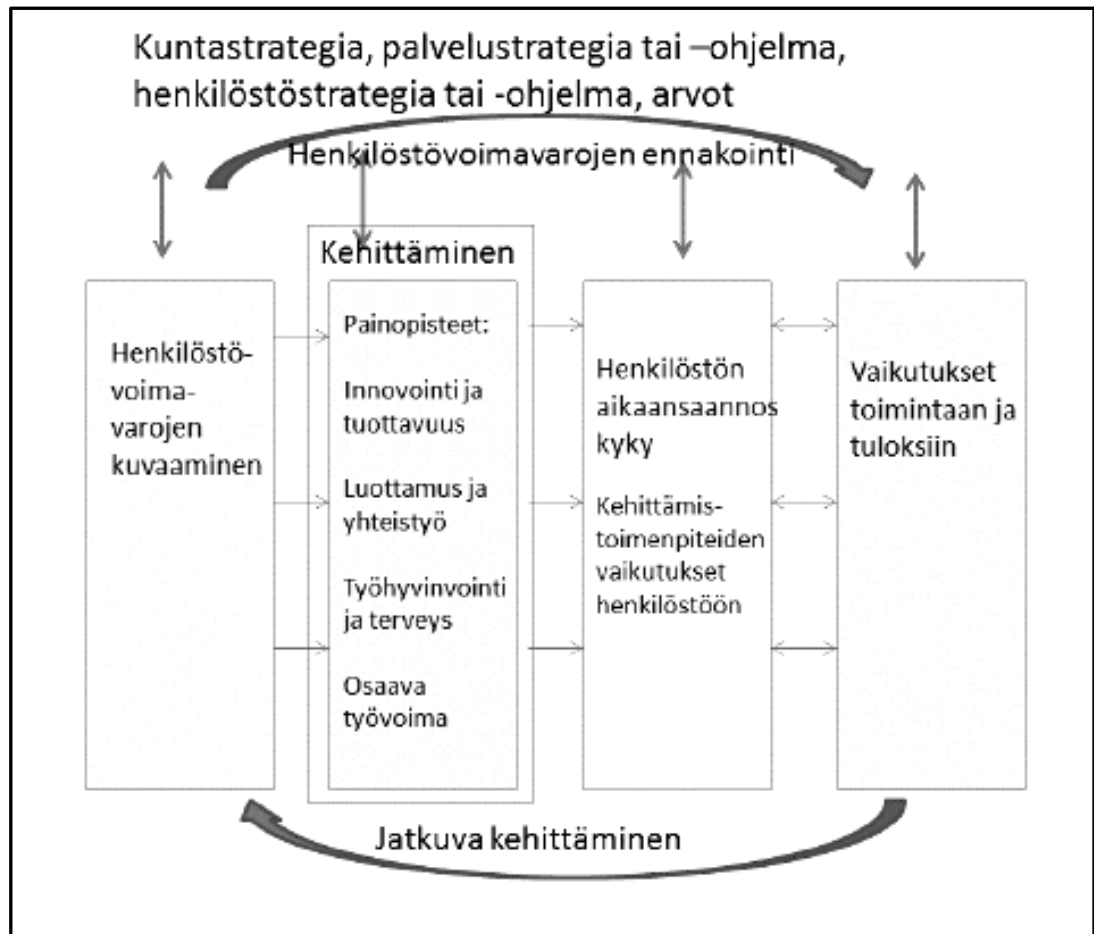 Kuntastrategia, palvelustrategia tai –ohjelma,
henkilöstöstrategia tai -ohjelma, arvot
Henkilöstövoimavarojen ennakointi
Henkilöstö-
voima-
varojen
kuvaaminen
Kehittäminen
Painopisteet:
Innovointi ja
tuottavuus
Luottamus ja
yhteistyö
Työhyvinvointi
ja terveys
Osaava
työvoima
Henkilöstön
aikaansaannos
kyky
Kehittämis-
toimenpiteiden
vaikutukset
henkilöstöön
Vaikutukset
toimintaan ja
tuloksiin
Jatkuva kehittäminen